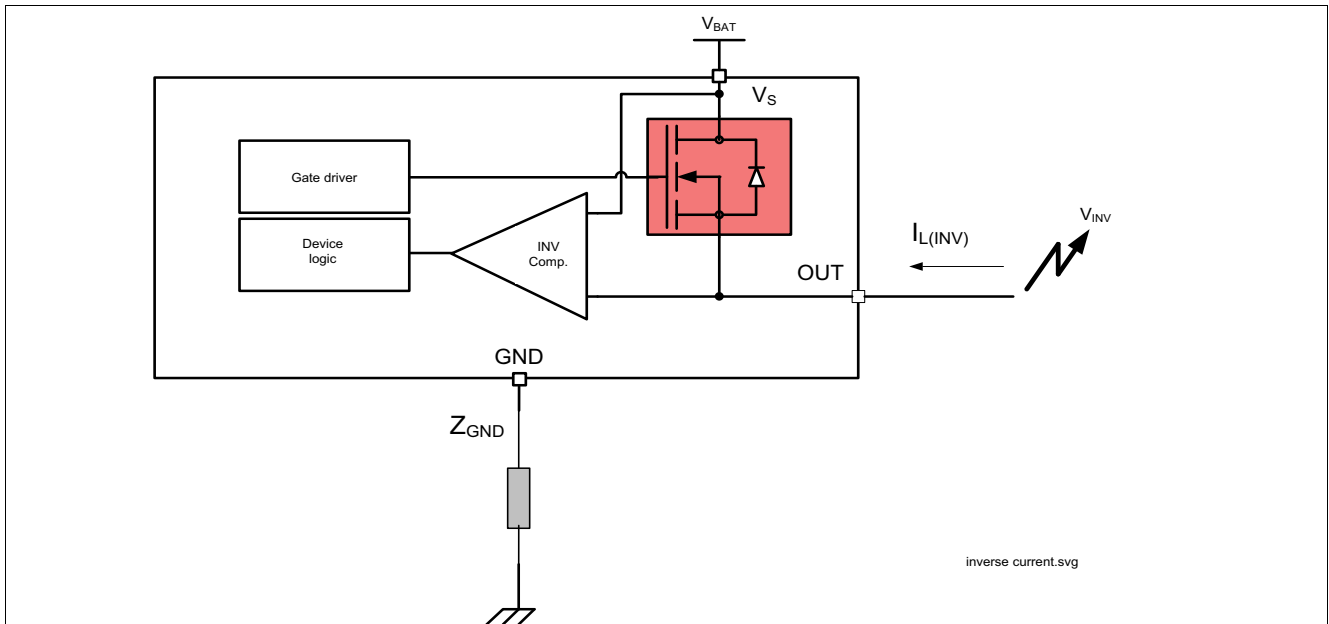 VBAT
VS
Gate driver
Device
logic
INV
Comp.
OUT
IL(INV)
VINV
GND
ZGND
inverse current.svg